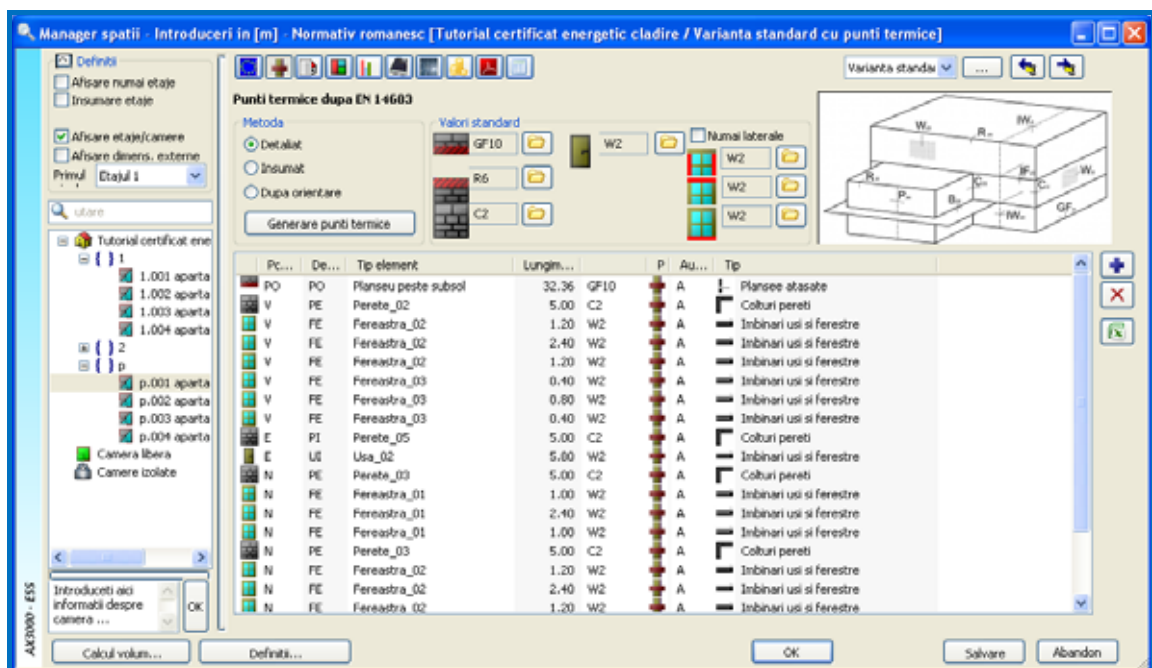 Manager spatii - Introduceri in [m] - Normativ romanesc [Tutorial certificat energetic cladire / Varianta standard cu punti termice]
Definitii
Afisare numai etaje
Insumare etaje
Afisare etaje/camere
Afisare dimens. externe
Primul
Etajul 1
utare
Tutorial certificat ene
1
1.001 aparta
1.002 aparta
1.003 aparta
1.004 aparta
2
p
p.001 aparta
p.002 aparta
p.003 aparta
p.004 aparta
Camera libera
Camere izolate
Introduceti aici
informatii despre
camera ...
OK
AX3000 - ESS
Varianta standar
...
Punti termice dupa EN 14683
Metoda
Detaliat
Insumat
Dupa orientare
Generare punti termice
Valori standard
GF10
R6
C2
W2
Numai laterale
W2
W2
W2
Pc... De... Tip element Lungim... P Au... Tip
PO PO Planseu peste subsol 32.36 GF10 A Plansee atasate
V PE Perete_02 5.00 C2 A Colturi pereti
V FE Fereastra_02 1.20 W2 A Imbinari usi si ferestre
V FE Fereastra_02 2.40 W2 A Imbinari usi si ferestre
V FE Fereastra_02 1.20 W2 A Imbinari usi si ferestre
V FE Fereastra_03 0.40 W2 A Imbinari usi si ferestre
V FE Fereastra_03 0.80 W2 A Imbinari usi si ferestre
V FE Fereastra_03 0.40 W2 A Imbinari usi si ferestre
E PI Perete_05 5.00 C2 A Colturi pereti
E UI Usa_02 5.00 W2 A Imbinari usi si ferestre
N PE Perete_03 5.00 C2 A Colturi pereti
N FE Fereastra_01 1.00 W2 A Imbinari usi si ferestre
N FE Fereastra_01 2.40 W2 A Imbinari usi si ferestre
N FE Fereastra_01 1.00 W2 A Imbinari usi si ferestre
N PE Perete_03 5.00 C2 A Colturi pereti
N FE Fereastra_02 1.20 W2 A Imbinari usi si ferestre
N FE Fereastra_02 2.40 W2 A Imbinari usi si ferestre
N FE Fereastra_02 1.20 W2 A Imbinari usi si ferestre
Calcul volum...
Definitii...
OK
Salvare
Abandon